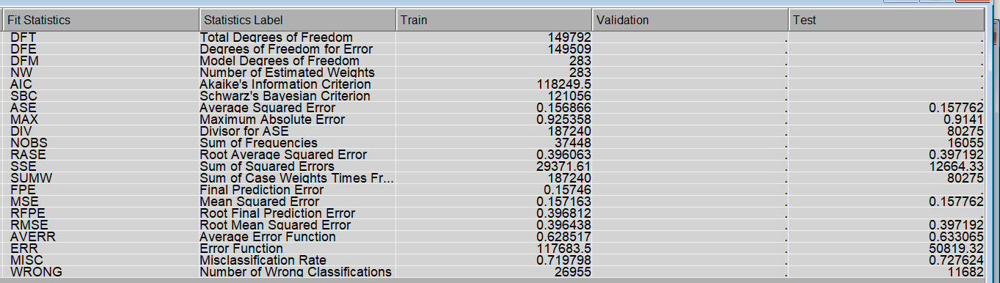 Fit Statistics Statistics Label Train Validation Test
DFT Total Degrees of Freedom 149792 . .
DFE Degrees of Freedom for Error 149509 . .
DFM Model Degrees of Freedom 283 . .
NW Number of Estimated Weights 283 . .
AIC Akaike's Information Criterion 118249.5 . .
SBC Schwarz's Bayesian Criterion 121056 . .
ASE Average Squared Error 0.156866 . 0.157762
MAX Maximum Absolute Error 0.925358 . 0.9141
DIV Divisor for ASE 187240 . 80275
NOBS Sum of Frequencies 37448 . 16055
RASE Root Average Squared Error 0.396063 . 0.397192
SSE Sum of Squared Errors 29371.61 . 12664.33
SUMW Sum of Case Weights Times Fr... 187240 . 80275
FPE Final Prediction Error 0.15746 . .
MSE Mean Squared Error 0.157163 . 0.157762
RFPE Root Final Prediction Error 0.396812 . .
RMSE Root Mean Squared Error 0.396438 . 0.397192
AVERR Average Error Function 0.628517 . 0.633065
ERR Error Function 117683.5 . 50819.32
MISC Misclassification Rate 0.719798 . 0.727624
WRONG Number of Wrong Classifications 26955 . 11682